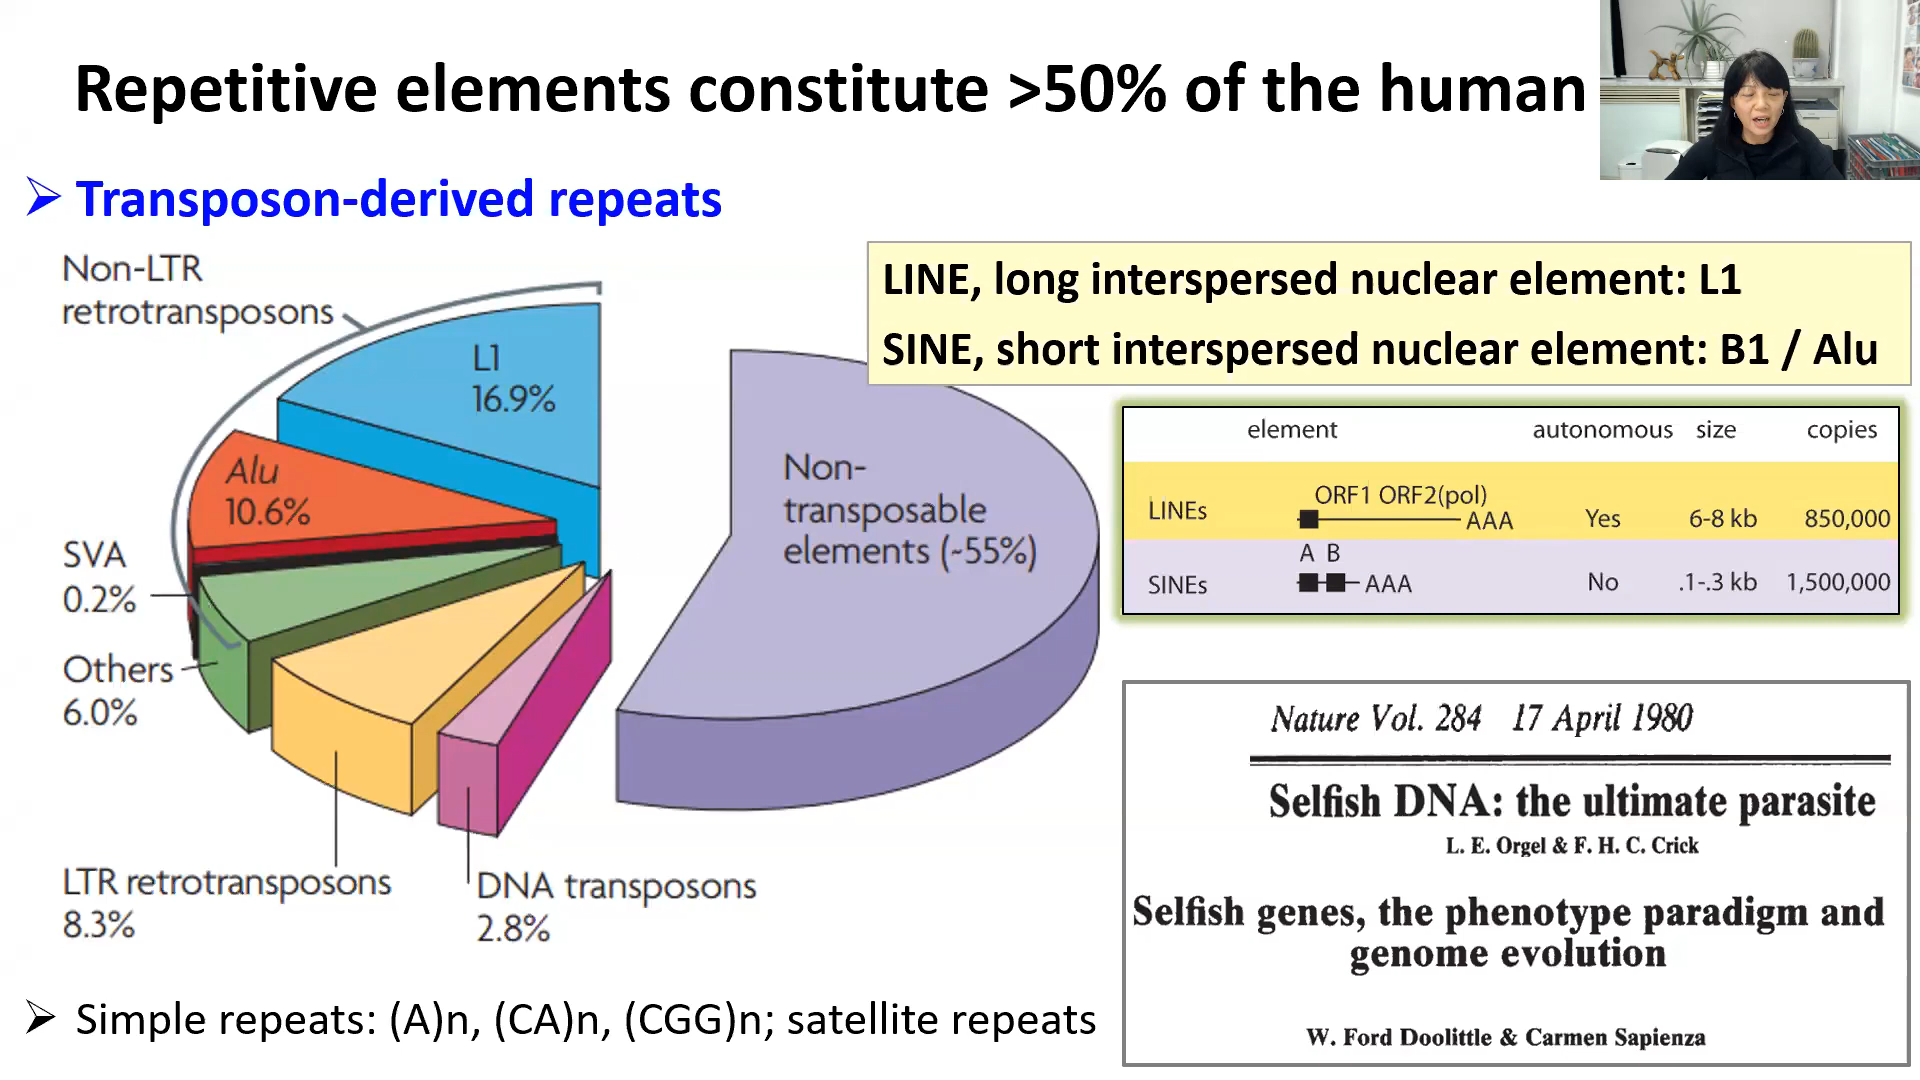 Repetitive elements constitute >50% of the human
➢ Transposon-derived repeats
Non-LTR
retrotransposons
L1
16.9%
Alu
10.6%
SVA
0.2%
Others
6.0%
LTR retrotransposons
8.3%
DNA transposons
2.8%
Non-
transposable
elements (~55%)
LINE, long interspersed nuclear element: L1
SINE, short interspersed nuclear element: B1 / Alu
element autonomous size copies
ORF1 ORF2(pol)
LINEs AAA Yes 6-8 kb 850,000
A B
SINEs AAA No .1-.3 kb 1,500,000
Nature Vol. 284 17 April 1980
Selfish DNA: the ultimate parasite
L. E. Orgel & F. H. C. Crick
Selfish genes, the phenotype paradigm and
genome evolution
W. Ford Doolittle & Carmen Sapienza
➢ Simple repeats: (A)n, (CA)n, (CGG)n; satellite repeats